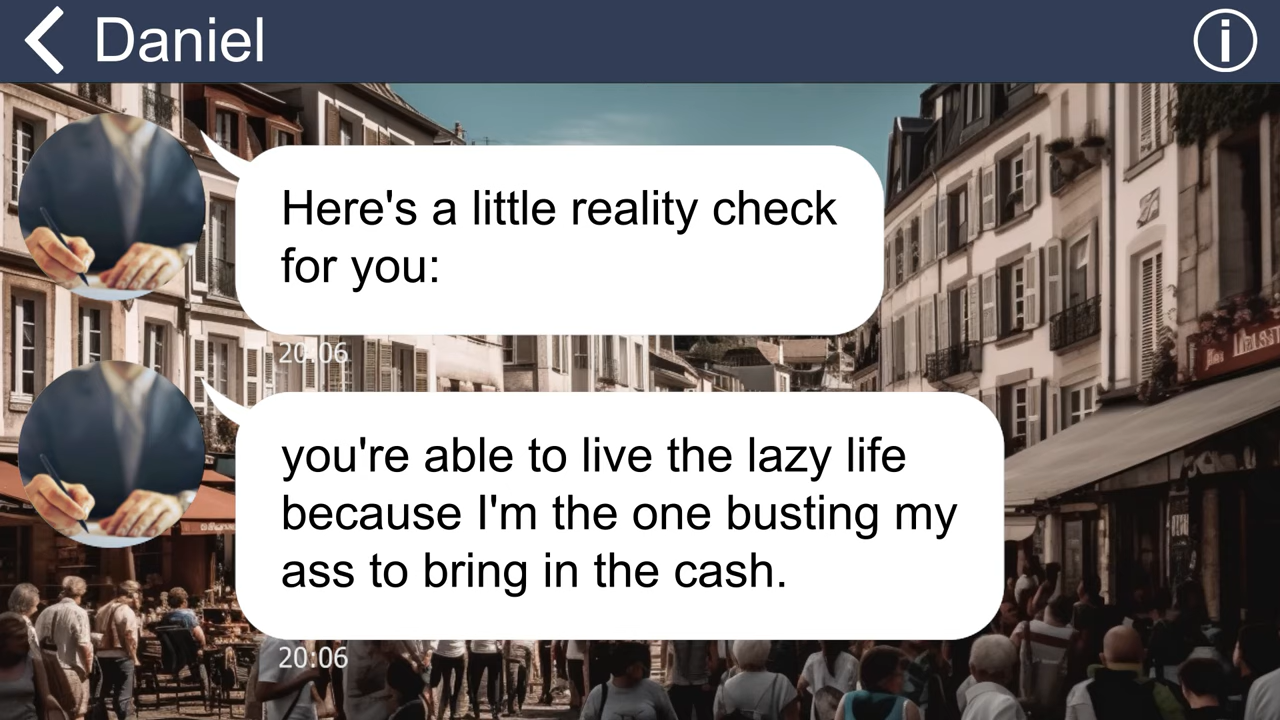 Daniel
Here's a little reality check
for you:
20:06
you're able to live the lazy life
because I'm the one busting my
ass to bring in the cash.
20:06